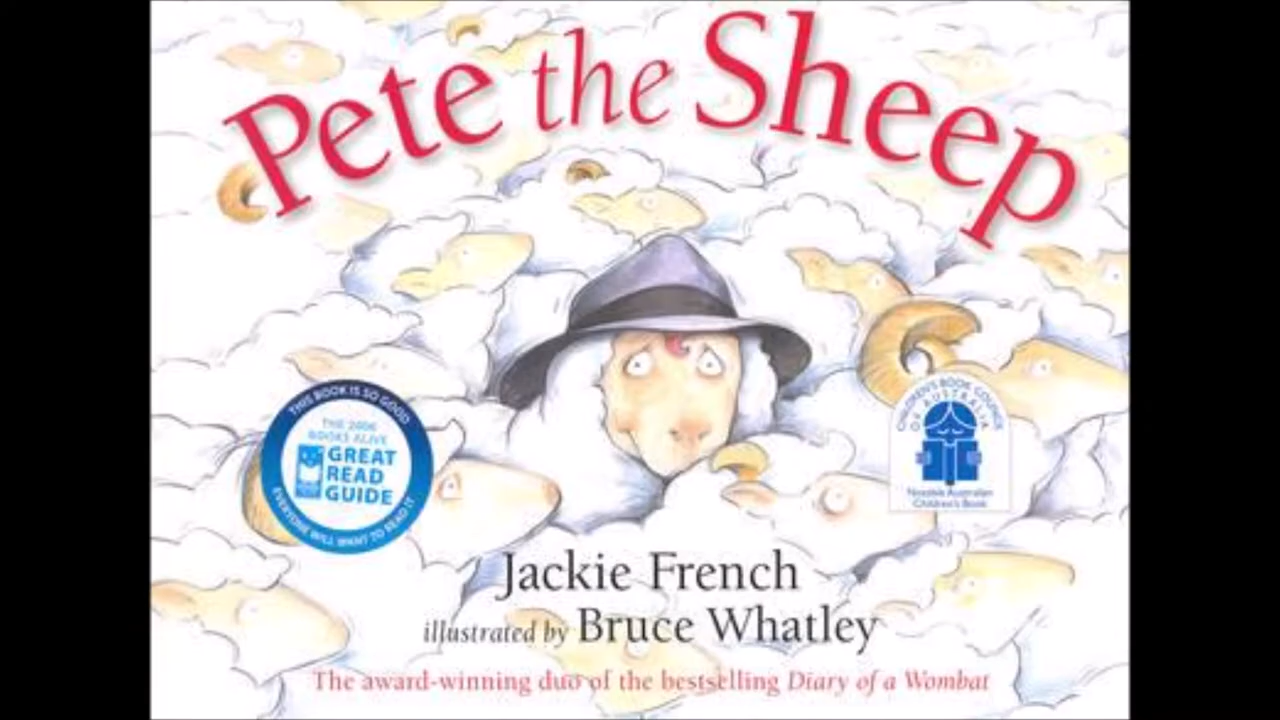 Pete the Sheep
THIS BOOK IS SO GOOD
THE 2006
BOOKS ALIVE
GREAT
READ
GUIDE
EVERYONE WILL WANT TO READ IT
CHILDREN'S BOOK COUNCIL
OF AUSTRALIA
Notable Australian
Children's Book
Jackie French
illustrated by Bruce Whatley
The award-winning duo of the bestselling Diary of a Wombat